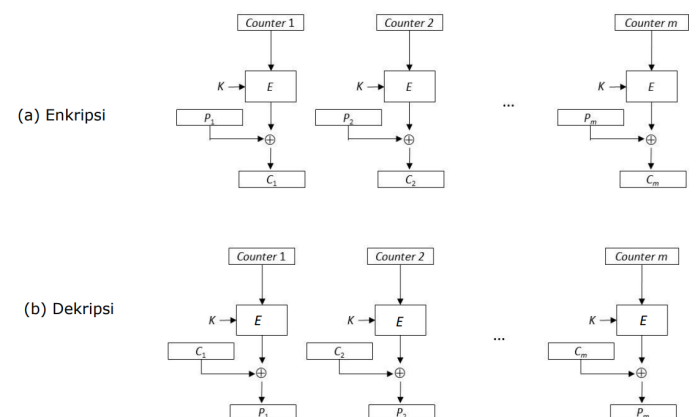 Counter 1 Counter 2 Counter m
K E K E K E
(a) Enkripsi
...
P1 P2 Pm
⊕ ⊕ ⊕
C1 C2 Cm
Counter 1 Counter 2 Counter m
(b) Dekripsi
K E K E K E
...
C1 C2 Cm
⊕ ⊕ ⊕
P1 P2 Pm